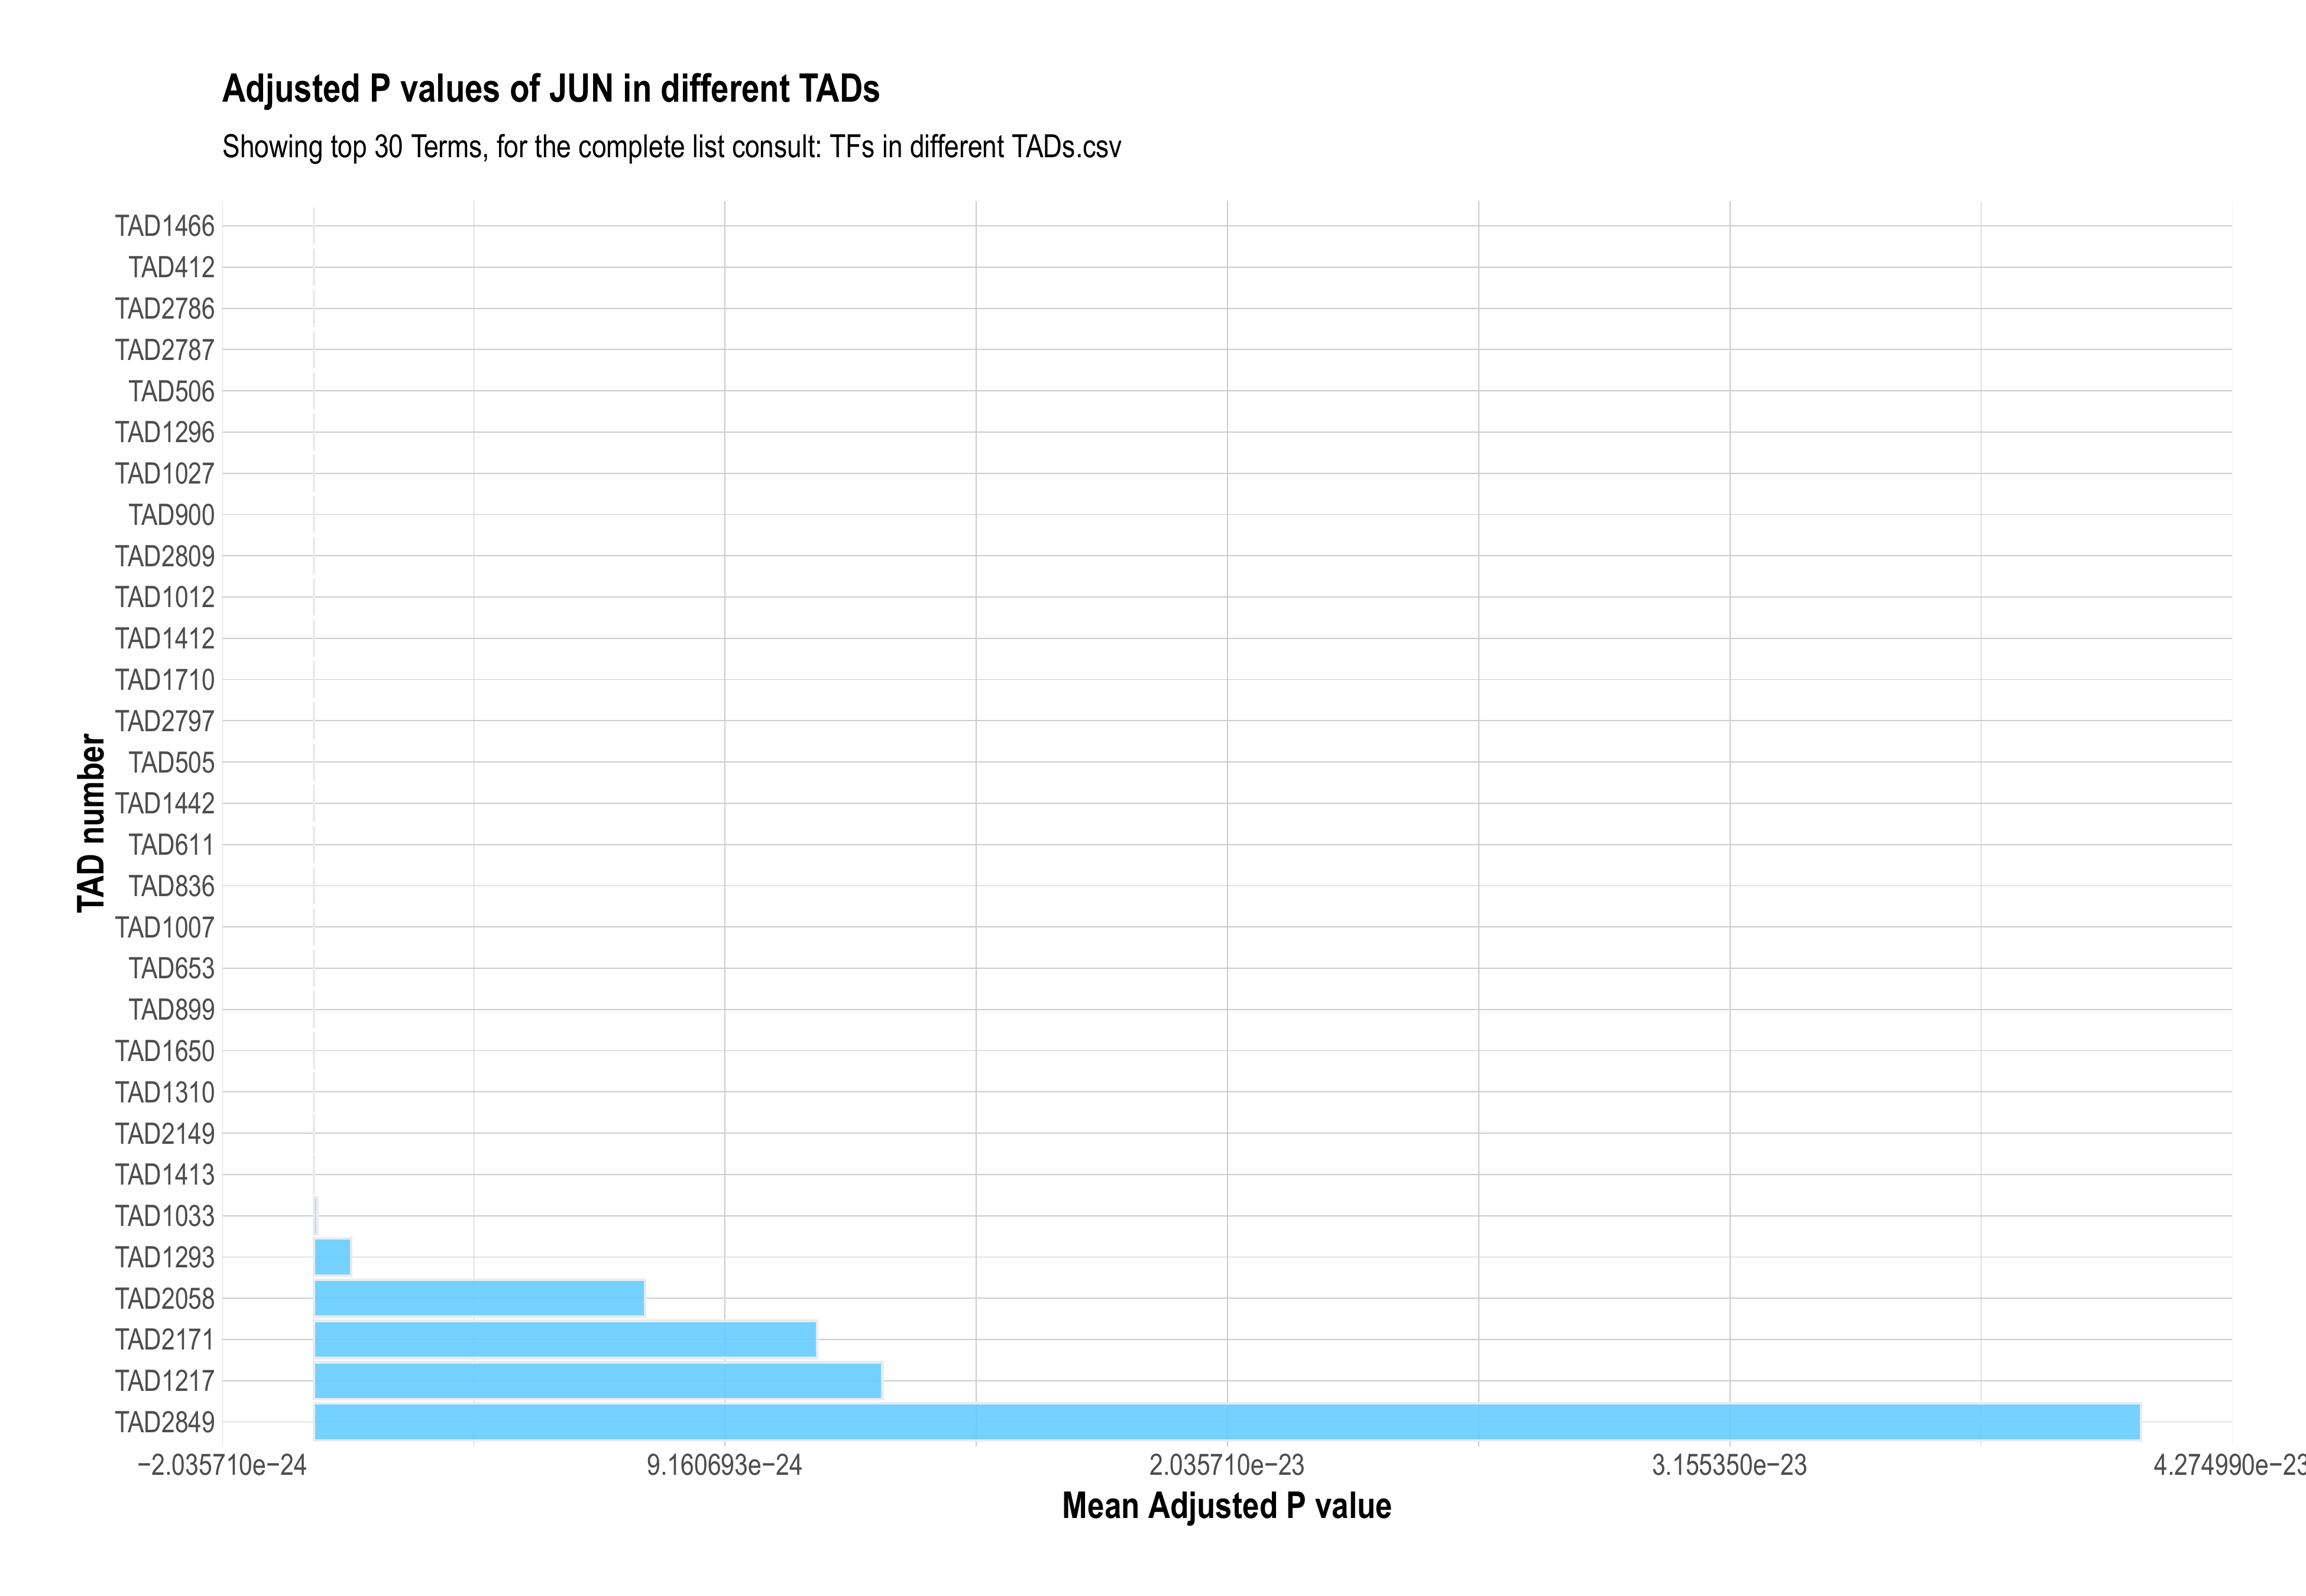 Adjusted P values of JUN in different TADs
Showing top 30 Terms, for the complete list consult: TFs in different TADs.csv
TAD number
TAD1466
TAD412
TAD2786
TAD2787
TAD506
TAD1296
TAD1027
TAD900
TAD2809
TAD1012
TAD1412
TAD1710
TAD2797
TAD505
TAD1442
TAD611
TAD836
TAD1007
TAD653
TAD899
TAD1650
TAD1310
TAD2149
TAD1413
TAD1033
TAD1293
TAD2058
TAD2171
TAD1217
TAD2849
−2.035710e−24 9.160693e−24 2.035710e−23 3.155350e−23 4.274990e−23
Mean Adjusted P value